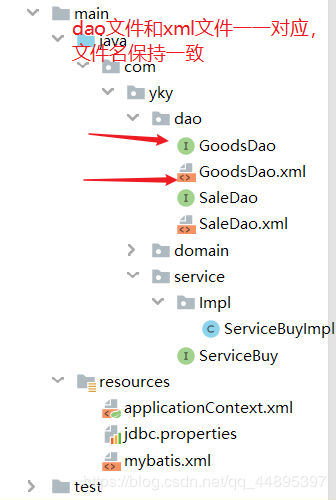 main
dao文件和xml文件一一对应，
java
文件名保持一致
com
yky
dao
GoodsDao
GoodsDao.xml
SaleDao
SaleDao.xml
domain
service
Impl
ServiceBuyImpl
ServiceBuy
resources
applicationContext.xml
jdbc.properties
mybatis.xml
test
https://blog.csdn.net/qq_44895397